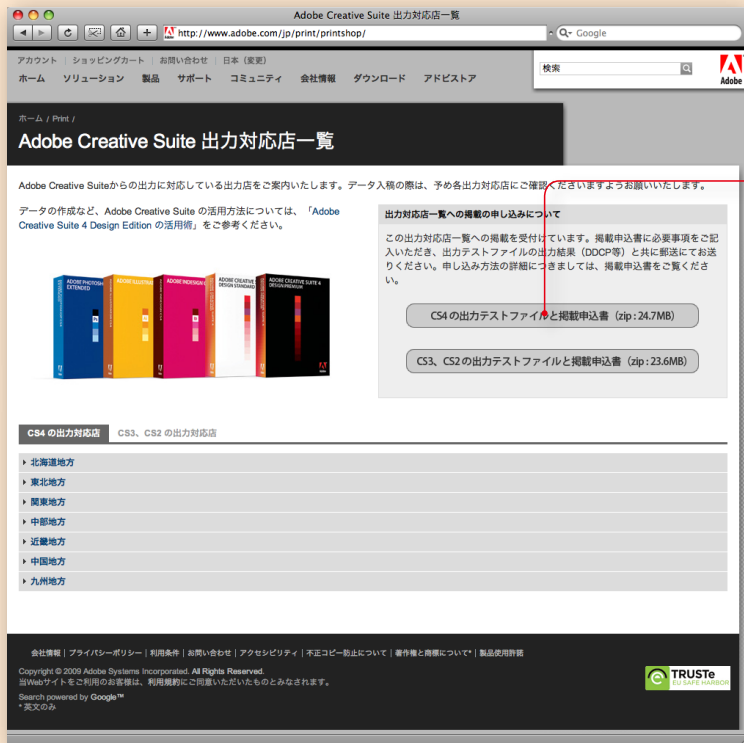 Adobe Creative Suite 出力対応店一覧
http://www.adobe.com/jp/print/printshop/
Google
アカウント | ショッピングカート | お問い合わせ | 日本（変更）
ホーム ソリューション 製品 サポート コミュニティ 会社情報 ダウンロード アドビストア
検索
Adobe
ホーム / Print /
Adobe Creative Suite 出力対応店一覧
Adobe Creative Suiteからの出力に対応している出力店をご案内いたします。データ入稿の際は、予め各出力対応店にご確認くださいますようお願いいたします。
データの作成など、Adobe Creative Suite の活用方法については、「Adobe
Creative Suite 4 Design Edition の活用術」をご参考ください。
出力対応店一覧への掲載の申し込みについて
この出力対応店一覧への掲載を受付けています。掲載申込書に必要事項をご記
入いただき、出力テストファイルの出力結果（DDCP等）と共に郵送にてお送
りください。申し込み方法の詳細につきましては、掲載申込書をご覧くださ
い。
CS4 の出力テストファイルと掲載申込書（zip : 24.7MB）
CS3、CS2 の出力テストファイルと掲載申込書（zip : 23.6MB）
ADOBE PHOTOSHOP
EXTENDED
ADOBE ILLUSTRA
ADOBE INDESIGN
ADOBE CREATIVE SUITE 4
DESIGN STANDARD
ADOBE CREATIVE SUITE 4
DESIGN PREMIUM
CS4 の出力対応店 CS3、CS2 の出力対応店
北海道地方
東北地方
関東地方
中部地方
近畿地方
中国地方
九州地方
会社情報 | プライバシーポリシー | 利用条件 | お問い合わせ | アクセシビリティ | 不正コピー防止について | 著作権と商標について* | 製品使用許諾
Copyright © 2009 Adobe Systems Incorporated. All Rights Reserved.
当Webサイトをご利用のお客様は、利用規約にご同意いただいたものとみなされます。
Search powered by Google™
* 英文のみ
TRUSTe
EU SAFE HARBOR